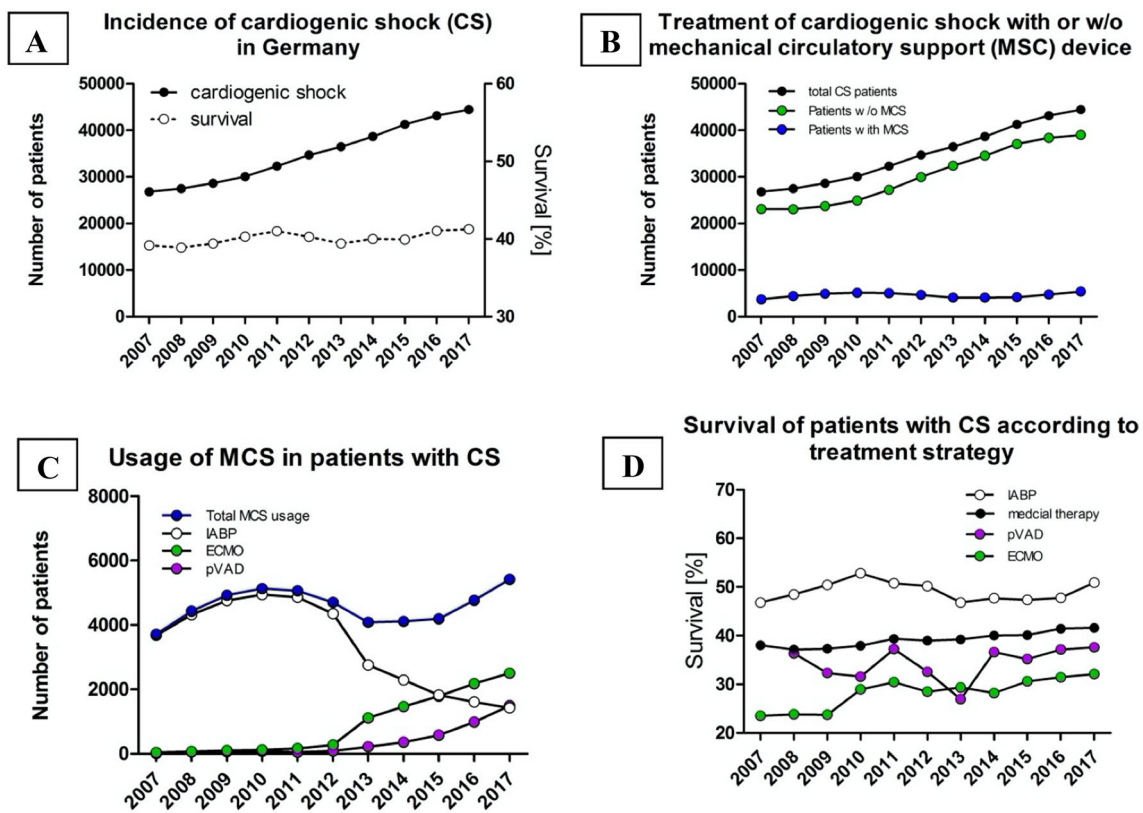 A
Incidence of cardiogenic shock (CS)
in Germany
Number of patients
50000
40000
30000
20000
10000
0
cardiogenic shock
survival
60
50
40
30
Survival [%]
2007 2008 2009 2010 2011 2012 2013 2014 2015 2016 2017
B
Treatment of cardiogenic shock with or w/o
mechanical circulatory support (MSC) device
Number of patients
50000
40000
30000
20000
10000
0
total CS patients
Patients w/o MCS
Patients with MCS
2007 2008 2009 2010 2011 2012 2013 2014 2015 2016 2017
C
Usage of MCS in patients with CS
Number of patients
8000
6000
4000
2000
0
Total MCS usage
IABP
ECMO
pVAD
2007 2008 2009 2010 2011 2012 2013 2014 2015 2016 2017
D
Survival of patients with CS according to
treatment strategy
Survival [%]
70
60
50
40
30
20
IABP
medcial therapy
pVAD
ECMO
2007 2008 2009 2010 2011 2012 2013 2014 2015 2016 2017